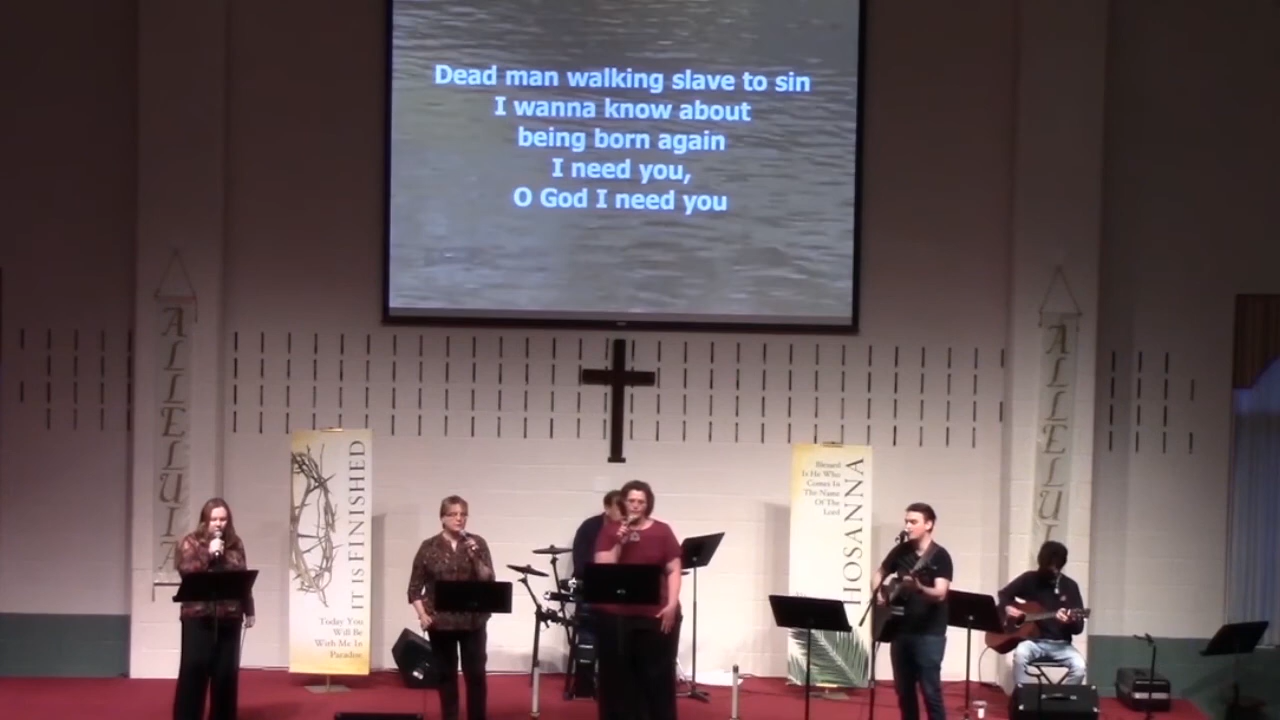 Dead man walking slave to sin
I wanna know about
being born again
I need you,
O God I need you
ALLELUIA
IT IS FINISHED
Today You
Will Be
With Me In
Paradise
Blessed
Is He Who
Comes In
The Name
Of The
Lord
HOSANNA
ALLELUI